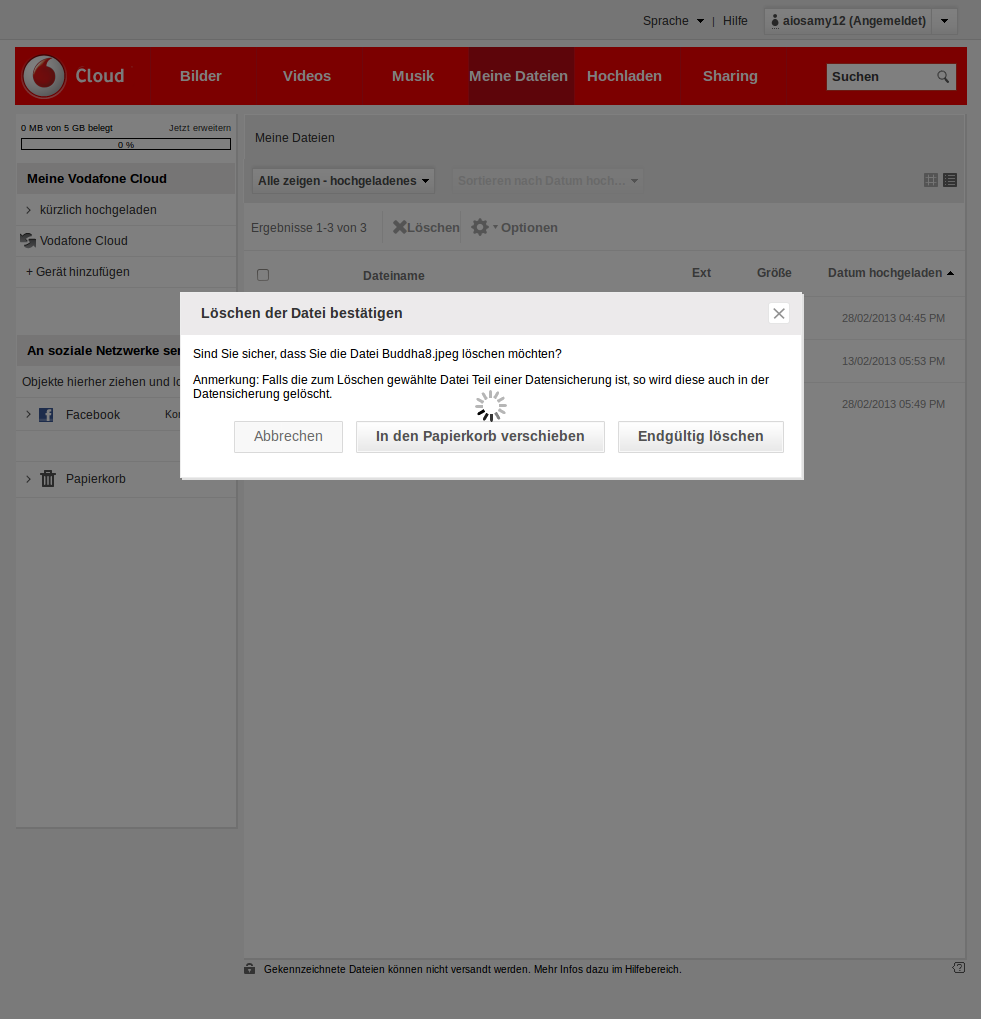 Sprache | Hilfe aiosamy12 (Angemeldet)
Cloud Bilder Videos Musik Meine Dateien Hochladen Sharing Suchen
0 MB von 5 GB belegt Jetzt erweitern
0 %
Meine Vodafone Cloud
kürzlich hochgeladen
Vodafone Cloud
+ Gerät hinzufügen
An soziale Netzwerke
Objekte hierher ziehen und
Facebook
Papierkorb
Meine Dateien
Alle zeigen - hochgeladenes Sortieren nach Datum hoch...
Ergebnisse 1-3 von 3 Löschen Optionen
Dateiname Ext Größe Datum hochgeladen
28/02/2013 04:45 PM
13/02/2013 05:53 PM
28/02/2013 05:49 PM
Löschen der Datei bestätigen
Sind Sie sicher, dass Sie die Datei Buddha8.jpeg löschen möchten?
Anmerkung: Falls die zum Löschen gewählte Datei Teil einer Datensicherung ist, so wird diese auch in der
Datensicherung gelöscht.
Abbrechen In den Papierkorb verschieben Endgültig löschen
Gekennzeichnete Dateien können nicht versandt werden. Mehr Infos dazu im Hilfebereich.